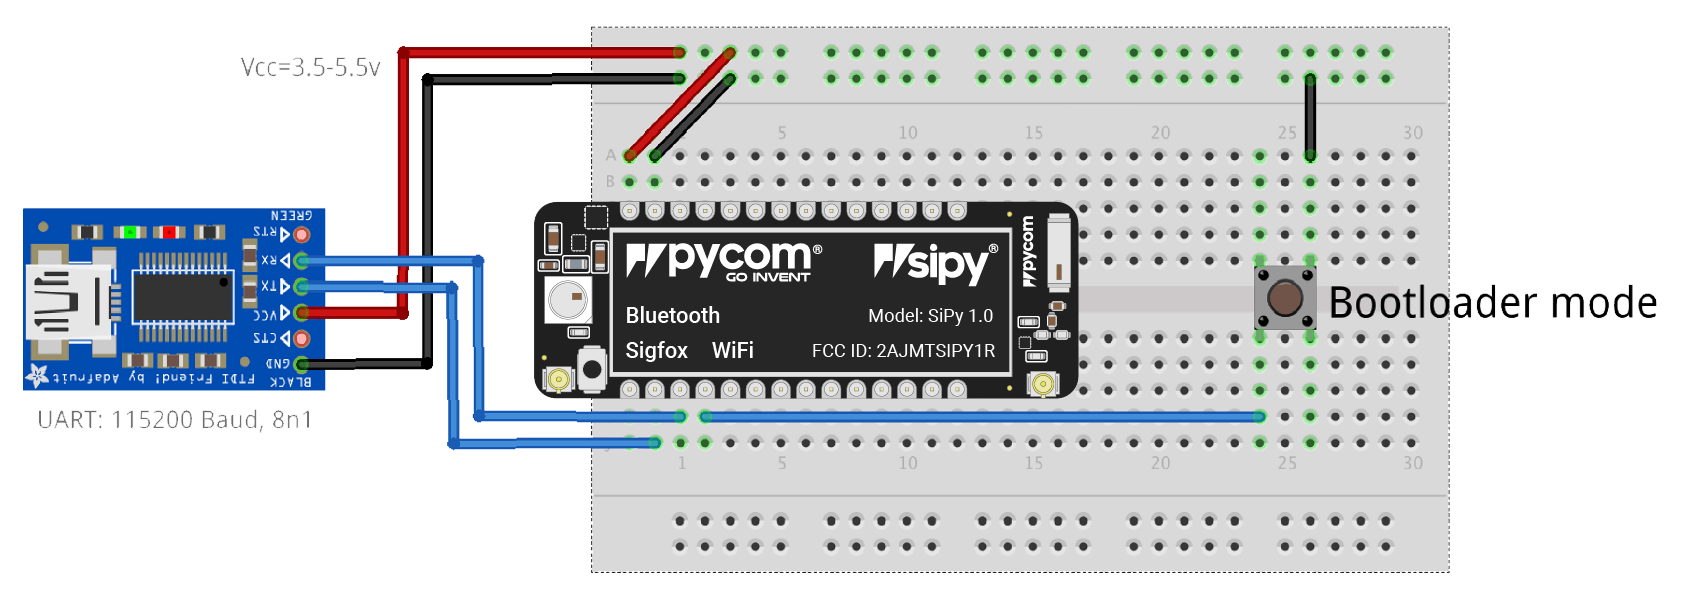 Vcc=3.5-5.5v
GREEN
RTS
RX
TX
VCC
CTS
GND
BLACK
FTDI Friend! by Adafruit
UART: 115200 Baud, 8n1
5 10 15 20 25 30
A
B
pycom®
GO INVENT
sipy®
pycom
Bluetooth
Model: SiPy 1.0
Sigfox WiFi
FCC ID: 2AJMTSIPY1R
Bootloader mode
1 5 10 15 20 25 30